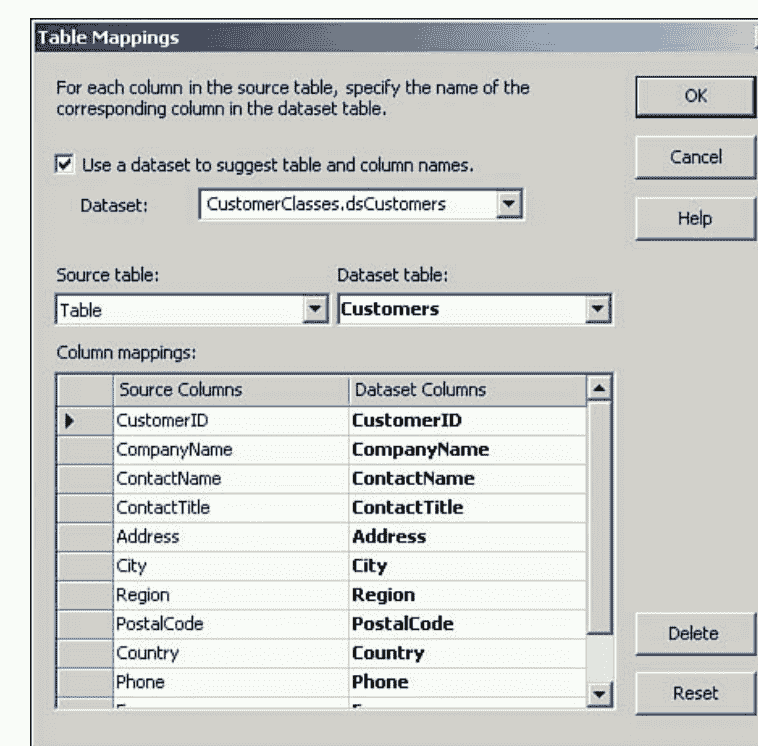 Table Mappings
For each column in the source table, specify the name of the
corresponding column in the dataset table.
OK
Use a dataset to suggest table and column names.
Cancel
Dataset: CustomerClasses.dsCustomers
Help
Source table: Dataset table:
Table Customers
Column mappings:
Source Columns Dataset Columns
CustomerID CustomerID
CompanyName CompanyName
ContactName ContactName
ContactTitle ContactTitle
Address Address
City City
Region Region
PostalCode PostalCode
Delete
Country Country
Phone Phone
Reset